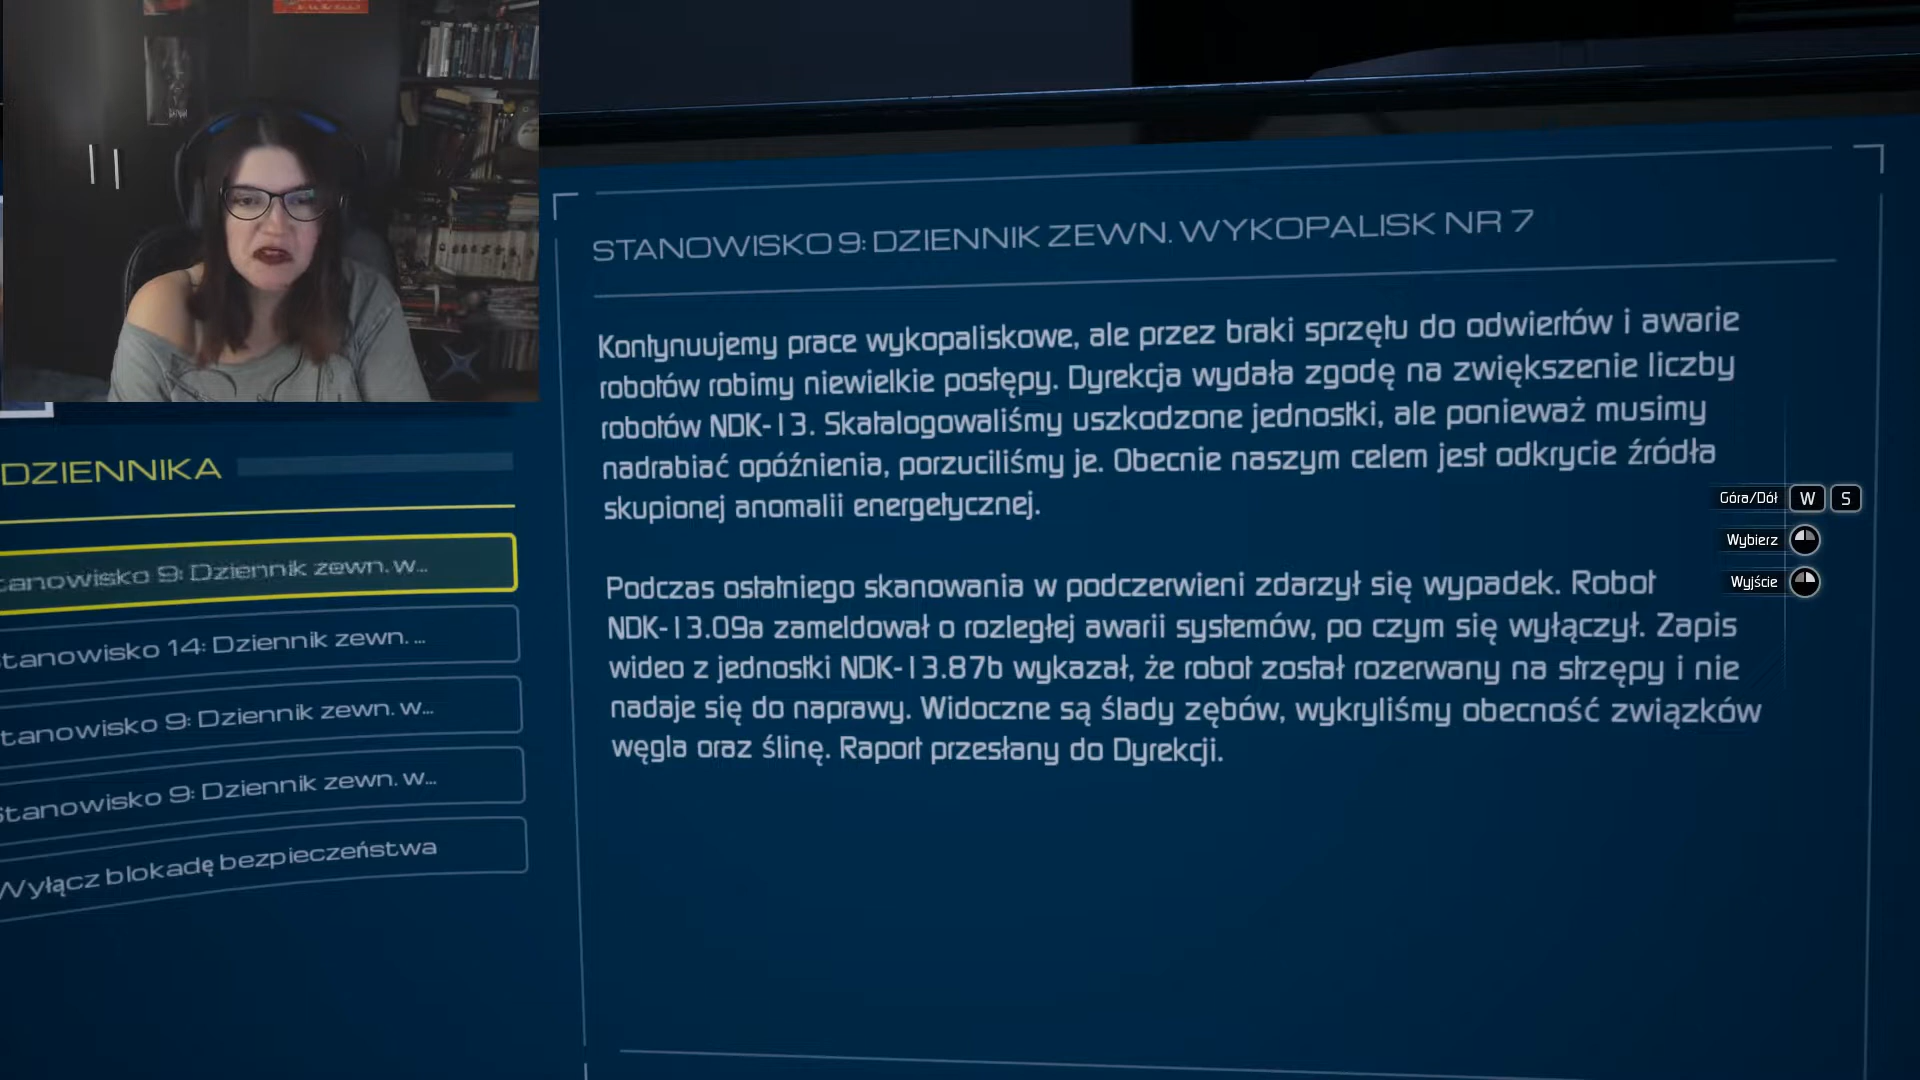 STANOWISKO 9: DZIENNIK ZEWN. WYKOPALISK NR 7
Kontynuujemy prace wykopaliskowe, ale przez braki sprzętu do odwiertów i awarie
robotów robimy niewielkie postępy. Dyrekcja wydała zgodę na zwiększenie liczby
robotów NDK-13. Skatalogowaliśmy uszkodzone jednostki, ale ponieważ musimy
nadrabiać opóźnienia, porzuciliśmy je. Obecnie naszym celem jest odkrycie źródła
skupionej anomalii energetycznej.
Podczas ostatniego skanowania w podczerwieni zdarzył się wypadek. Robot
NDK-13.09a zameldował o rozległej awarii systemów, po czym się wyłączył. Zapis
wideo z jednostki NDK-13.87b wykazał, że robot został rozerwany na strzępy i nie
nadaje się do naprawy. Widoczne są ślady zębów, wykryliśmy obecność związków
węgla oraz ślinę. Raport przesłany do Dyrekcji.
DZIENNIKA
tanowisko 9: Dziennik zewn. w...
tanowisko 14: Dziennik zewn. ...
tanowisko 9: Dziennik zewn. w...
Stanowisko 9: Dziennik zewn. w...
Wyłącz blokadę bezpieczeństwa
Góra/Dół W S
Wybierz
Wyjście